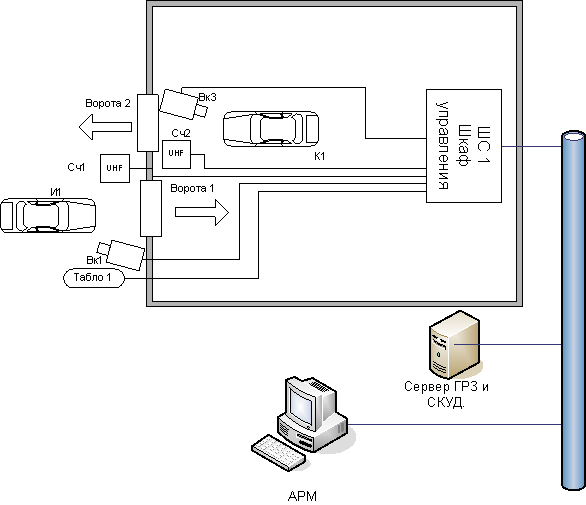 Вк3
Ворота 2
Сч2
UHF
К1
Сч1
UHF
И1
Ворота 1
Вк1
Табло 1
ШС 1
Шкаф
управления
Сервер ГРЗ и
СКУД.
АРМ